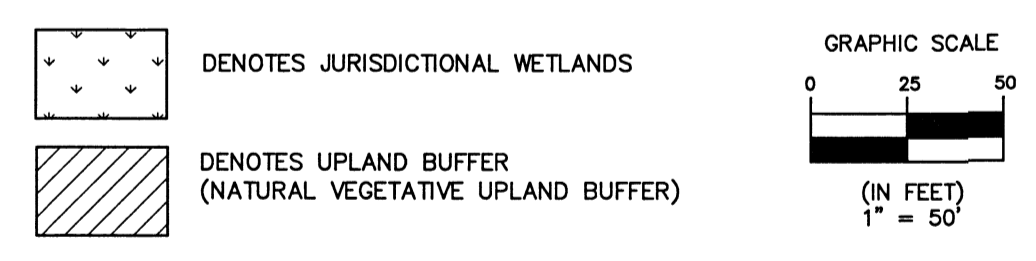 DENOTES JURISDICTIONAL WETLANDS
DENOTES UPLAND BUFFER
(NATURAL VEGETATIVE UPLAND BUFFER)
GRAPHIC SCALE
0 25 50
(IN FEET)
1" = 50'